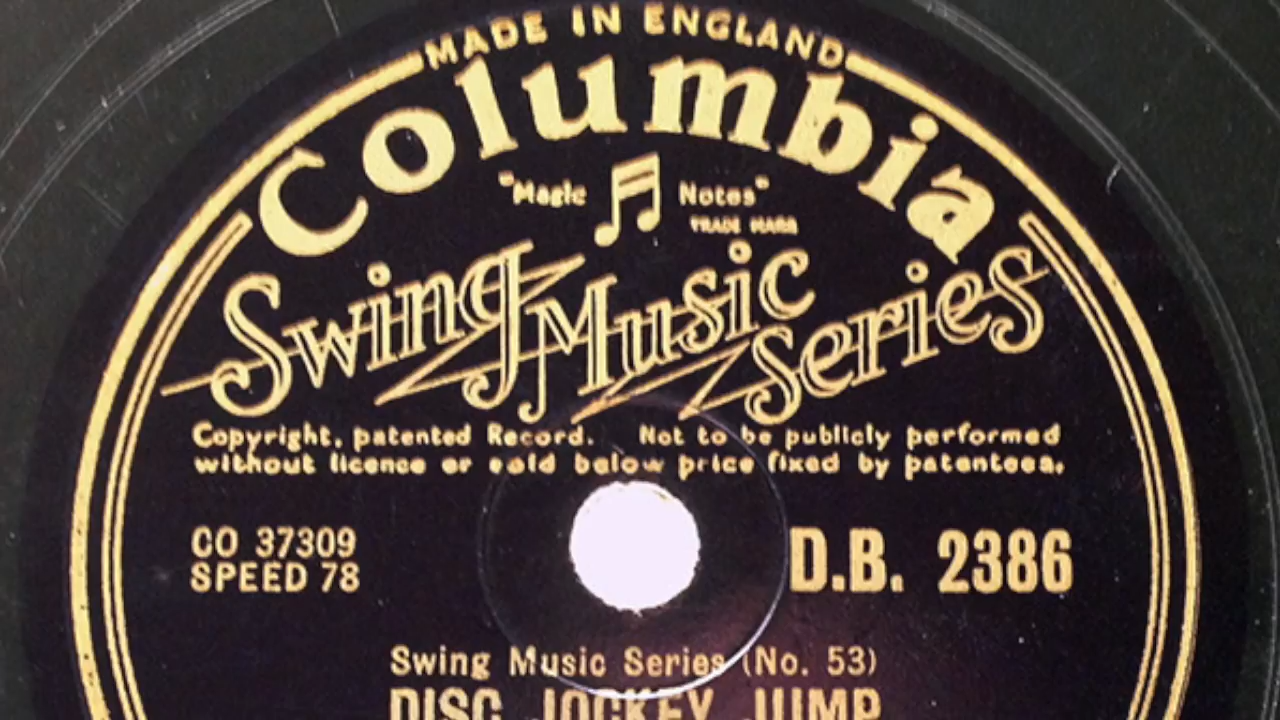 MADE IN ENGLAND
Columbia
"Magic Notes"
TRADE MARK
Swing Music Series
Copyright, patented Record. Not to be publicly performed
without licence or sold below price fixed by patentees.
CO 37309
SPEED 78
D.B. 2386
Swing Music Series (No. 53)
DISC JOCKEY JUMP